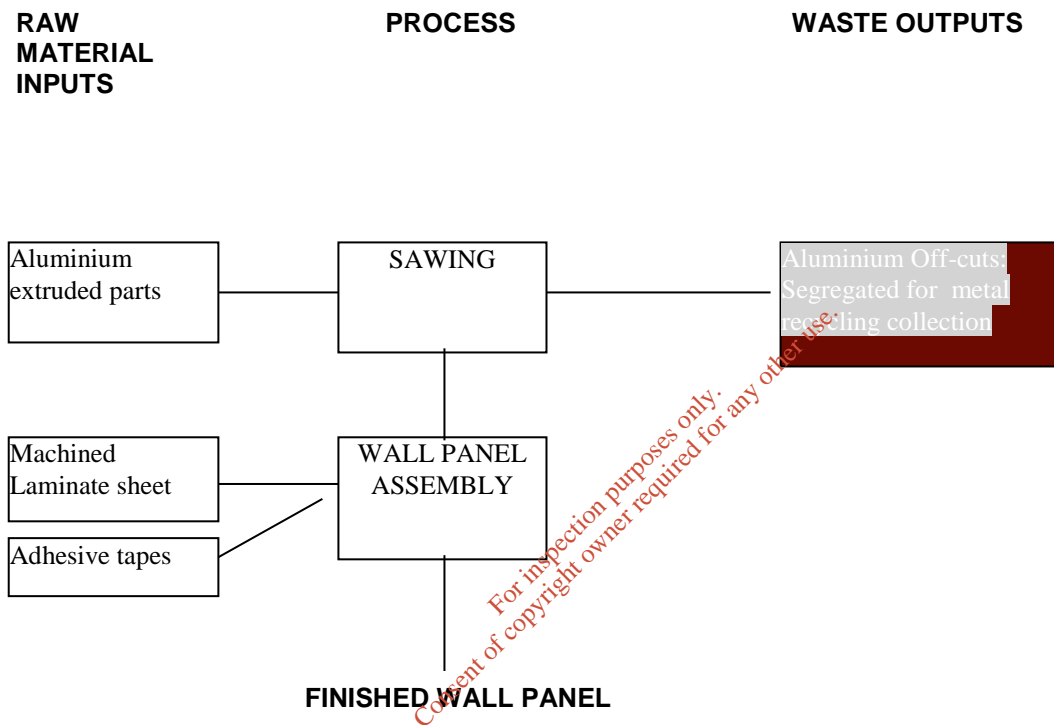 RAW
MATERIAL
INPUTS
PROCESS
WASTE OUTPUTS
Aluminium
extruded parts
SAWING
Aluminium Off-cuts:
Segregated for metal
recycling collection
Machined
Laminate sheet
WALL PANEL
ASSEMBLY
Adhesive tapes
FINISHED WALL PANEL
For inspection purposes only.
Consent of copyright owner required for any other use.